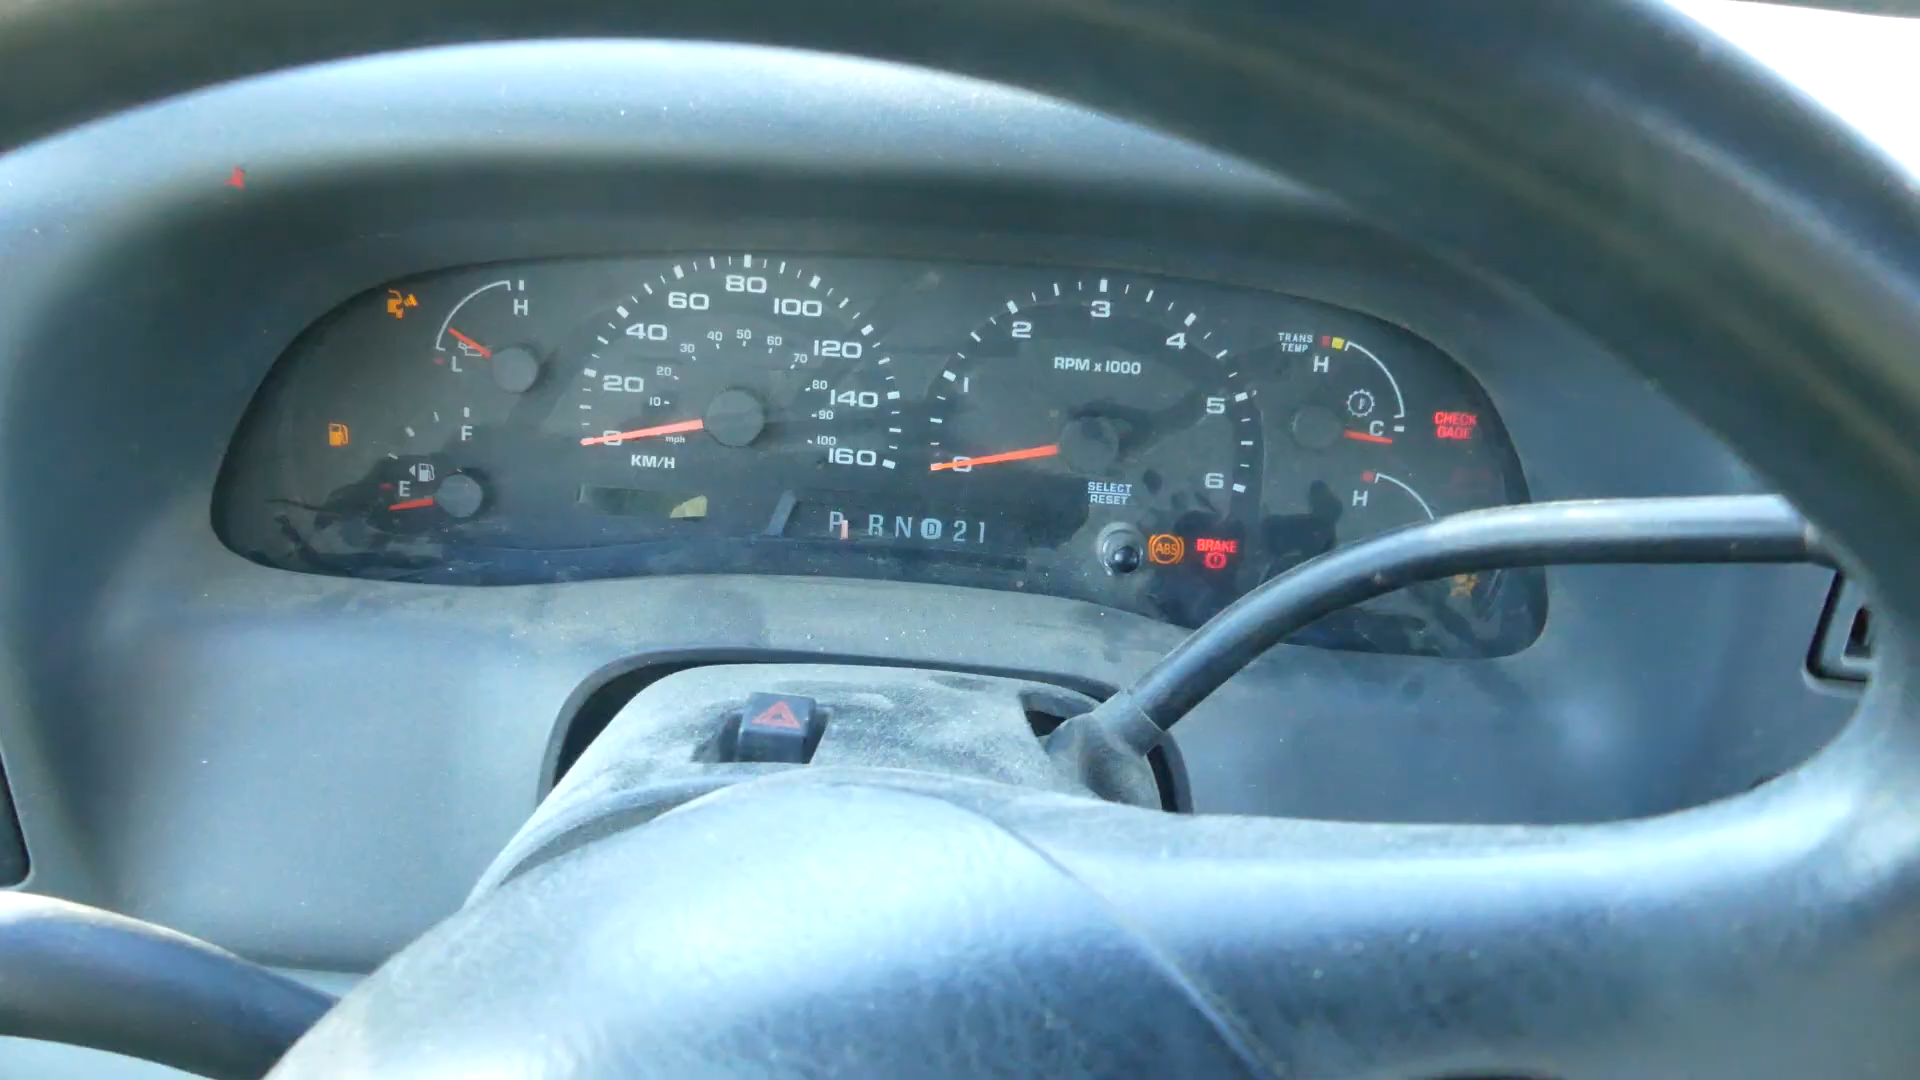 H
L
F
E
0
20
40
60
80
100
120
140
160
10
20
30
40
50
60
70
80
90
100
mph
KM/H
0
1
2
3
4
5
6
RPM x 1000
SELECT
RESET
P R N D 2 1
ABS
BRAKE
TRANS
TEMP
H
C
CHECK
GAGE
H